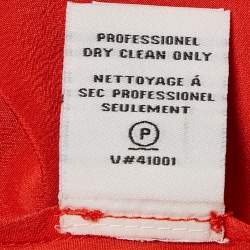 PROFESSIONEL
DRY CLEAN ONLY
NETTOYAGE Á
SEC PROFESSIONEL
SEULEMENT
P
V#41001